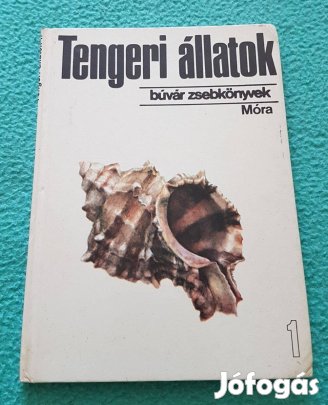 Tengeri állatok
búvár zsebkönyvek
Móra
1
Jófogás